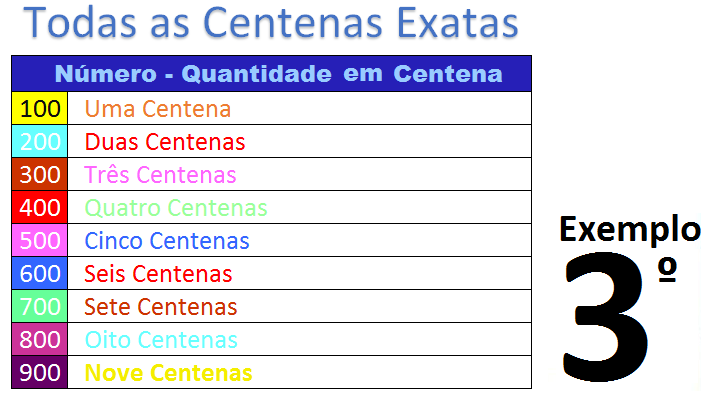 Todas as Centenas Exatas
Número - Quantidade em Centena
100 Uma Centena
200 Duas Centenas
300 Três Centenas
400 Quatro Centenas
500 Cinco Centenas
600 Seis Centenas
700 Sete Centenas
800 Oito Centenas
900 Nove Centenas
Exemplo
3º